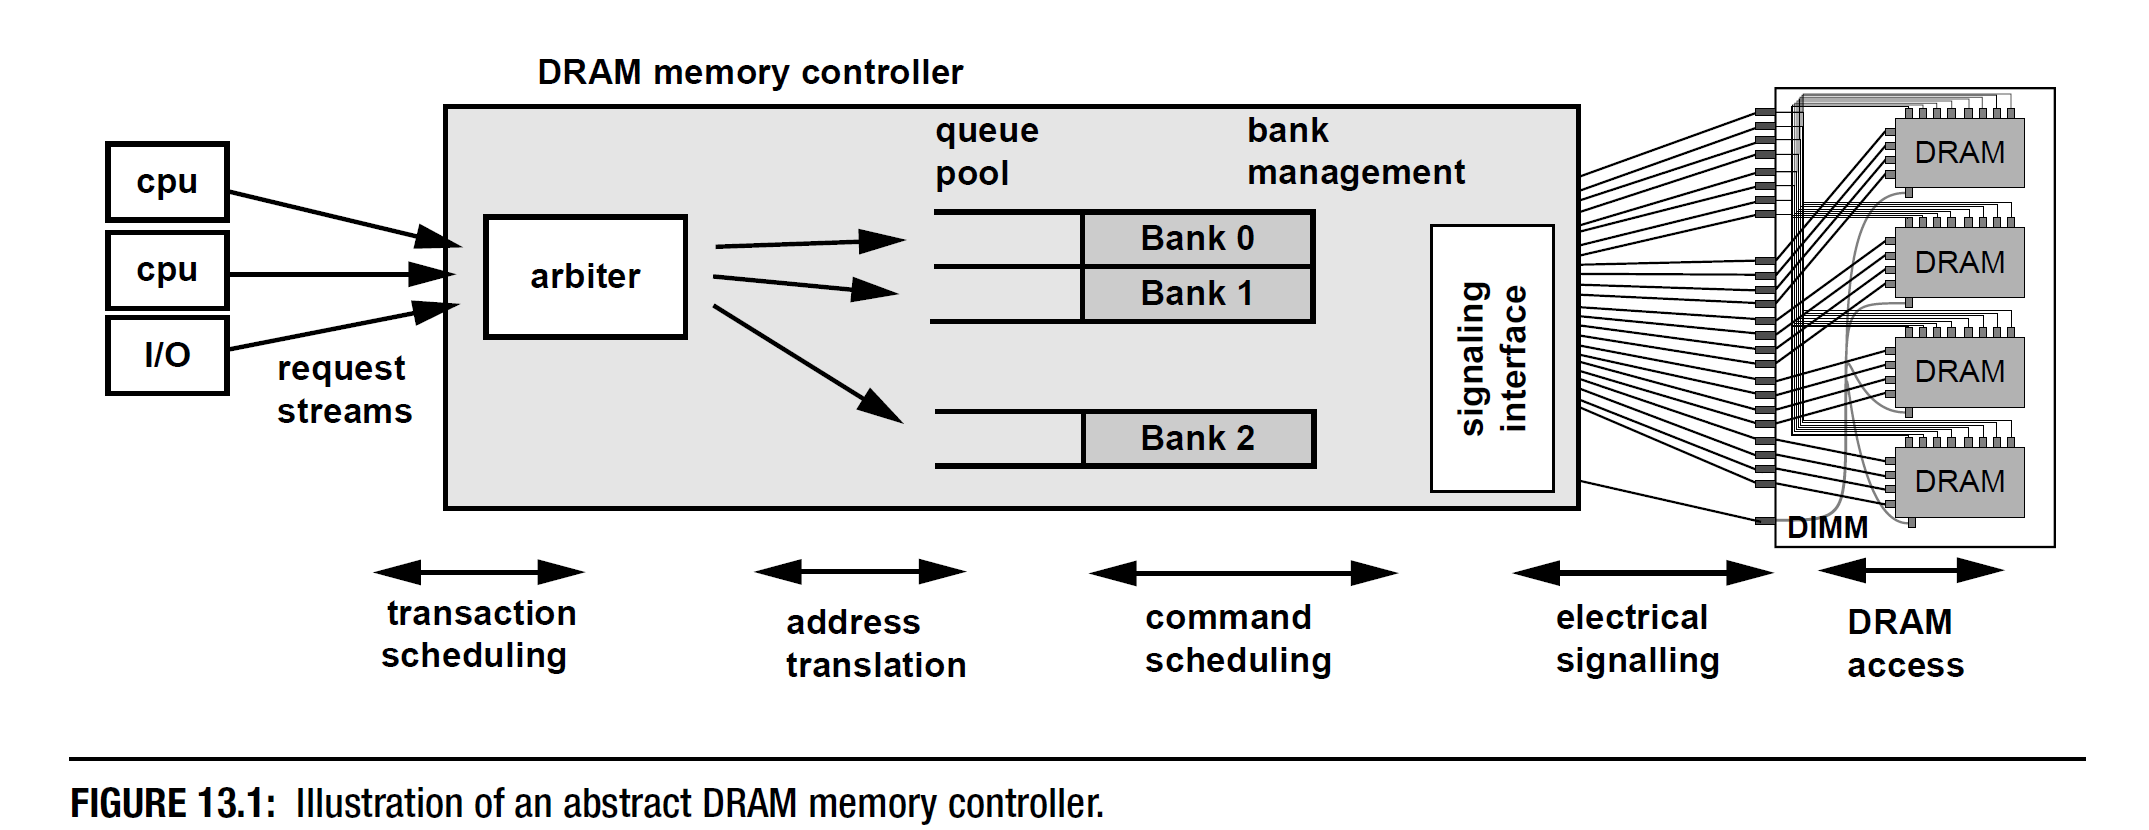 DRAM memory controller
cpu
cpu
I/O
request
streams
arbiter
queue
pool
bank
management
Bank 0
Bank 1
Bank 2
signaling
interface
DRAM
DRAM
DRAM
DRAM
DIMM
transaction
scheduling
address
translation
command
scheduling
electrical
signalling
DRAM
access
FIGURE 13.1: Illustration of an abstract DRAM memory controller.